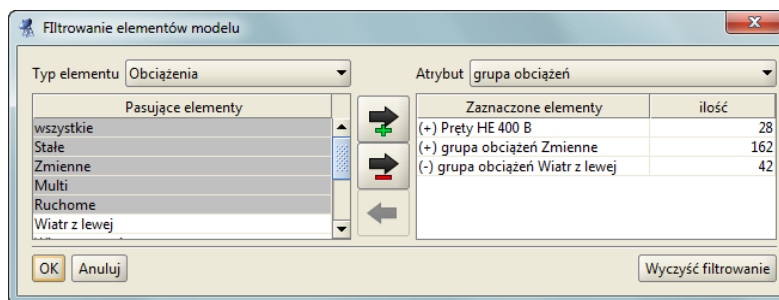 FIltrowanie elementów modelu
Typ elementu Obciążenia Atrybut grupa obciążeń
Pasujące elementy Zaznaczone elementy ilość
wszystkie (+) Pręty HE 400 B 28
Stałe (+) grupa obciążeń Zmienne 162
Zmienne (-) grupa obciążeń Wiatr z lewej 42
Multi
Ruchome
Wiatr z lewej
OK Anuluj Wyczyść filtrowanie